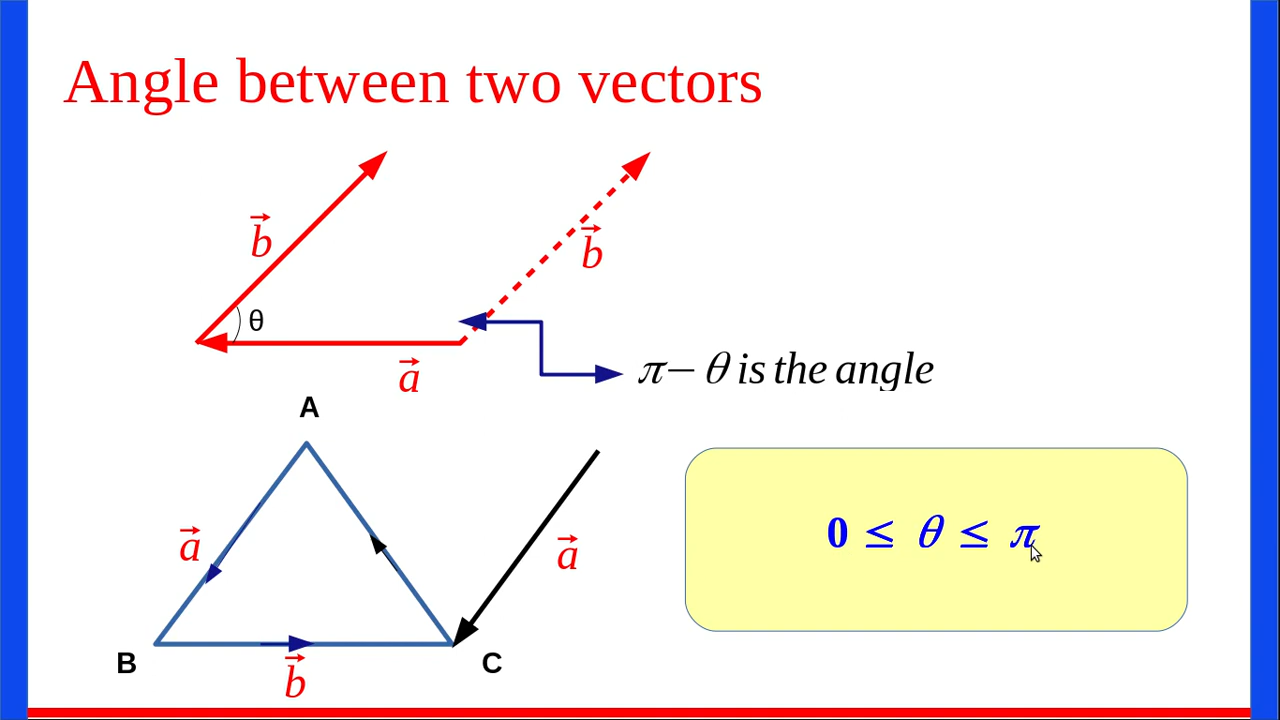 Angle between two vectors
b⃗
b⃗
θ
a⃗
π− θ is the angle
A
a⃗
a⃗
0 ≤ θ ≤ π
B
C
b⃗